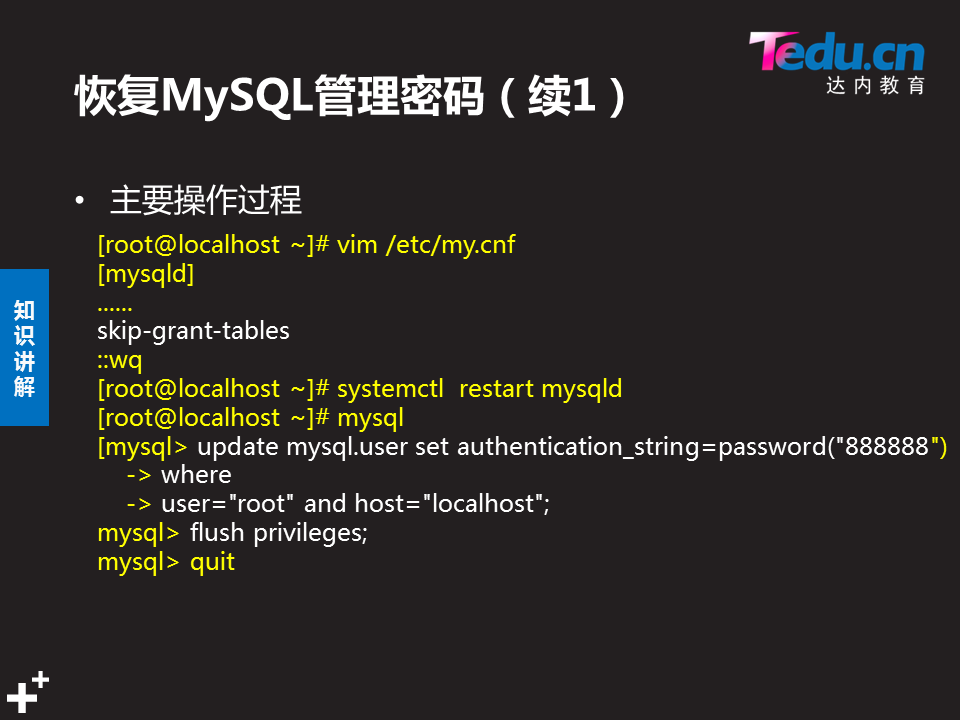 Tedu.cn
达内教育
恢复MySQL管理密码（续1）
• 主要操作过程
[root@localhost ~]# vim /etc/my.cnf
[mysqld]
......
skip-grant-tables
::wq
[root@localhost ~]# systemctl  restart mysqld
[root@localhost ~]# mysql
[mysql> update mysql.user set authentication_string=password("888888")
-> where
-> user="root" and host="localhost";
mysql> flush privileges;
mysql> quit
知识讲解